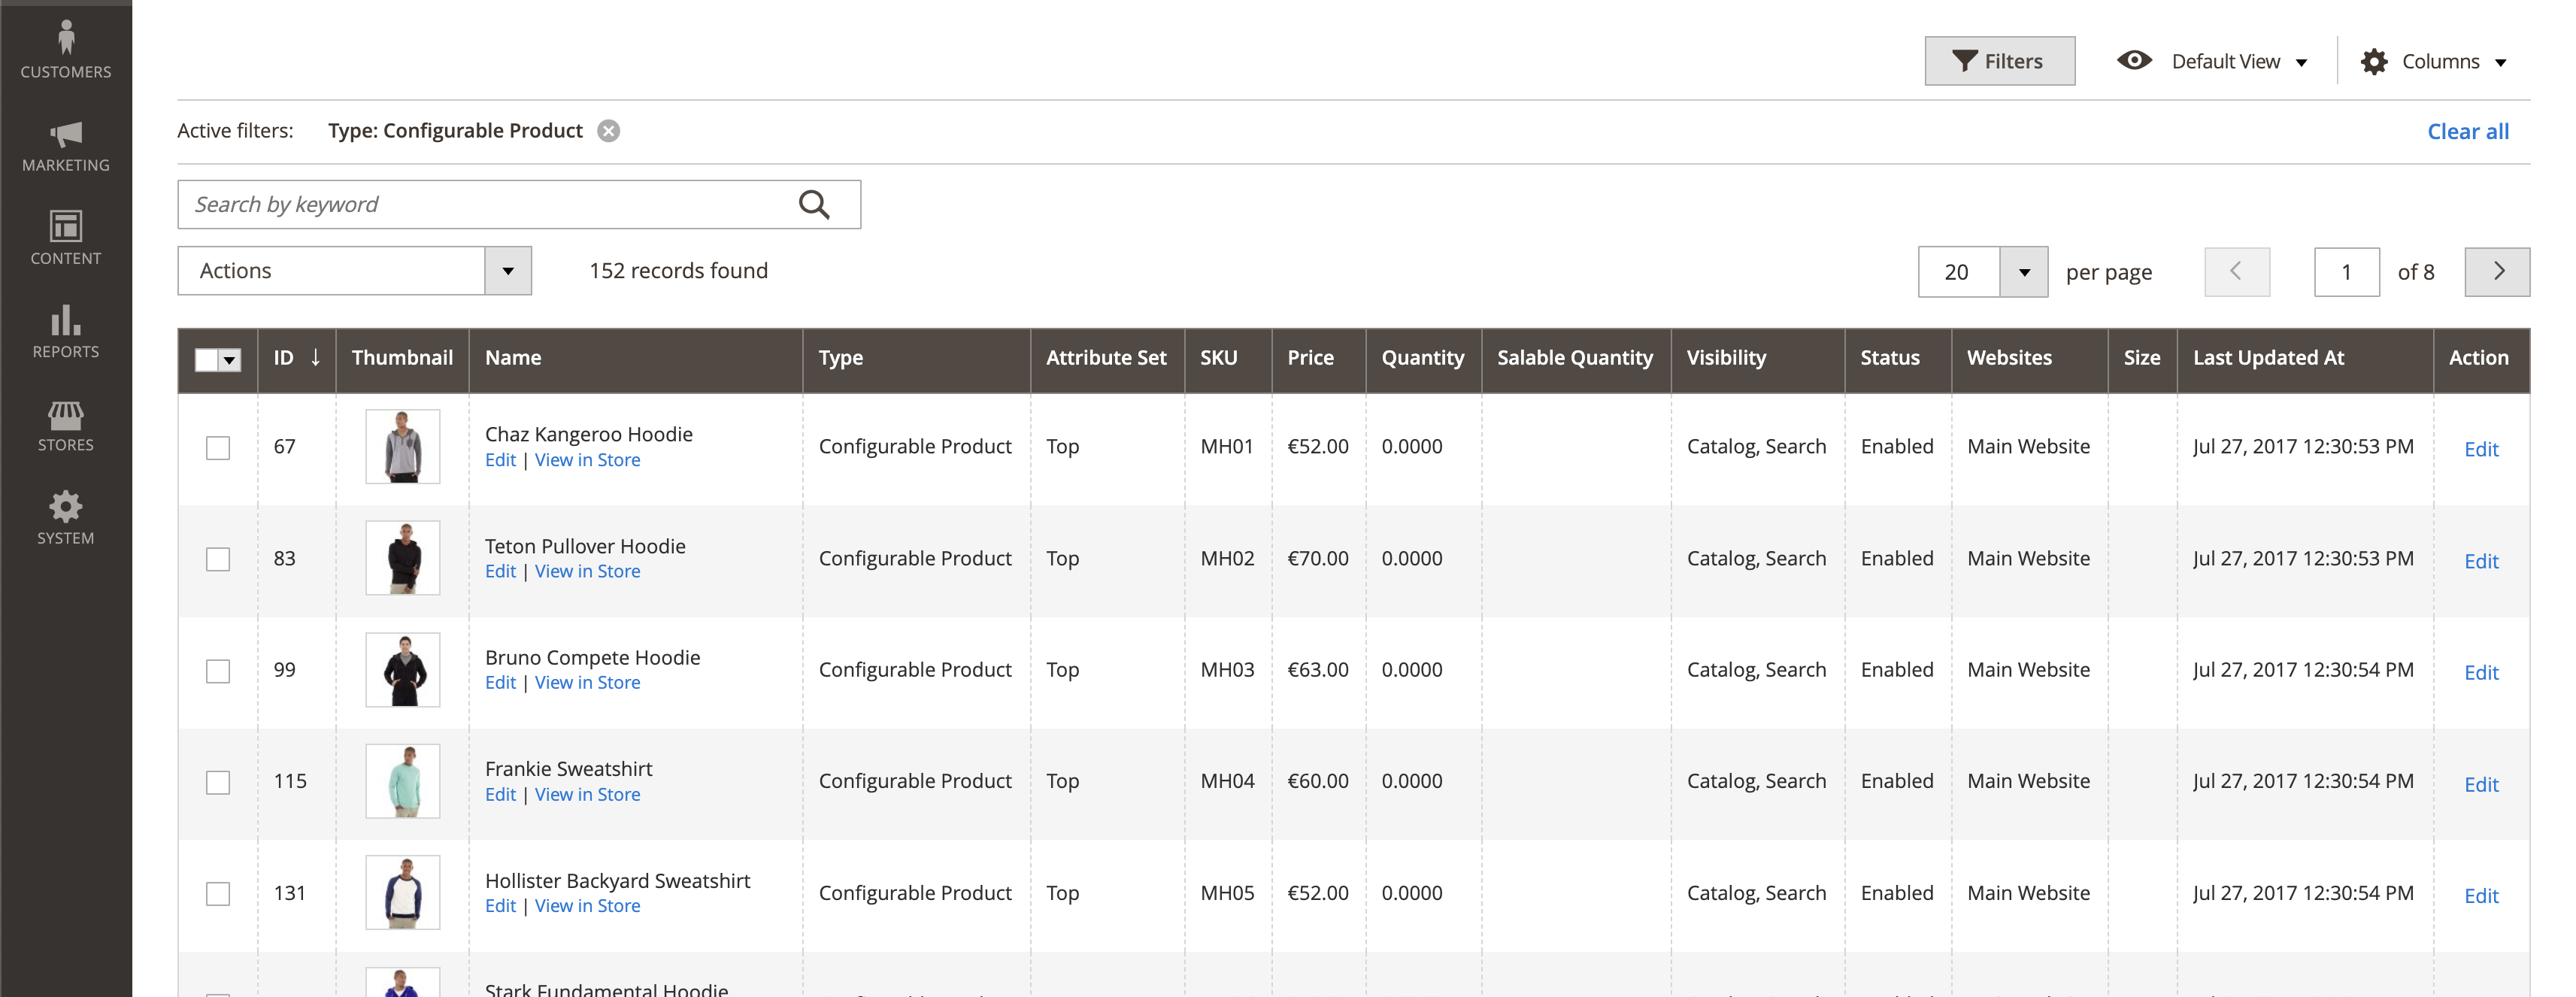 CUSTOMERS
MARKETING
CONTENT
REPORTS
STORES
SYSTEM
Filters Default View Columns
Active filters: Type: Configurable Product Clear all
Search by keyword
Actions 152 records found 20 per page 1 of 8
ID ↓ Thumbnail Name Type Attribute Set SKU Price Quantity Salable Quantity Visibility Status Websites Size Last Updated At Action
67 Chaz Kangeroo Hoodie Configurable Product Top MH01 €52.00 0.0000 Catalog, Search Enabled Main Website Jul 27, 2017 12:30:53 PM Edit
Edit | View in Store
83 Teton Pullover Hoodie Configurable Product Top MH02 €70.00 0.0000 Catalog, Search Enabled Main Website Jul 27, 2017 12:30:53 PM Edit
Edit | View in Store
99 Bruno Compete Hoodie Configurable Product Top MH03 €63.00 0.0000 Catalog, Search Enabled Main Website Jul 27, 2017 12:30:54 PM Edit
Edit | View in Store
115 Frankie Sweatshirt Configurable Product Top MH04 €60.00 0.0000 Catalog, Search Enabled Main Website Jul 27, 2017 12:30:54 PM Edit
Edit | View in Store
131 Hollister Backyard Sweatshirt Configurable Product Top MH05 €52.00 0.0000 Catalog, Search Enabled Main Website Jul 27, 2017 12:30:54 PM Edit
Edit | View in Store
Stark Fundamental Hoodie